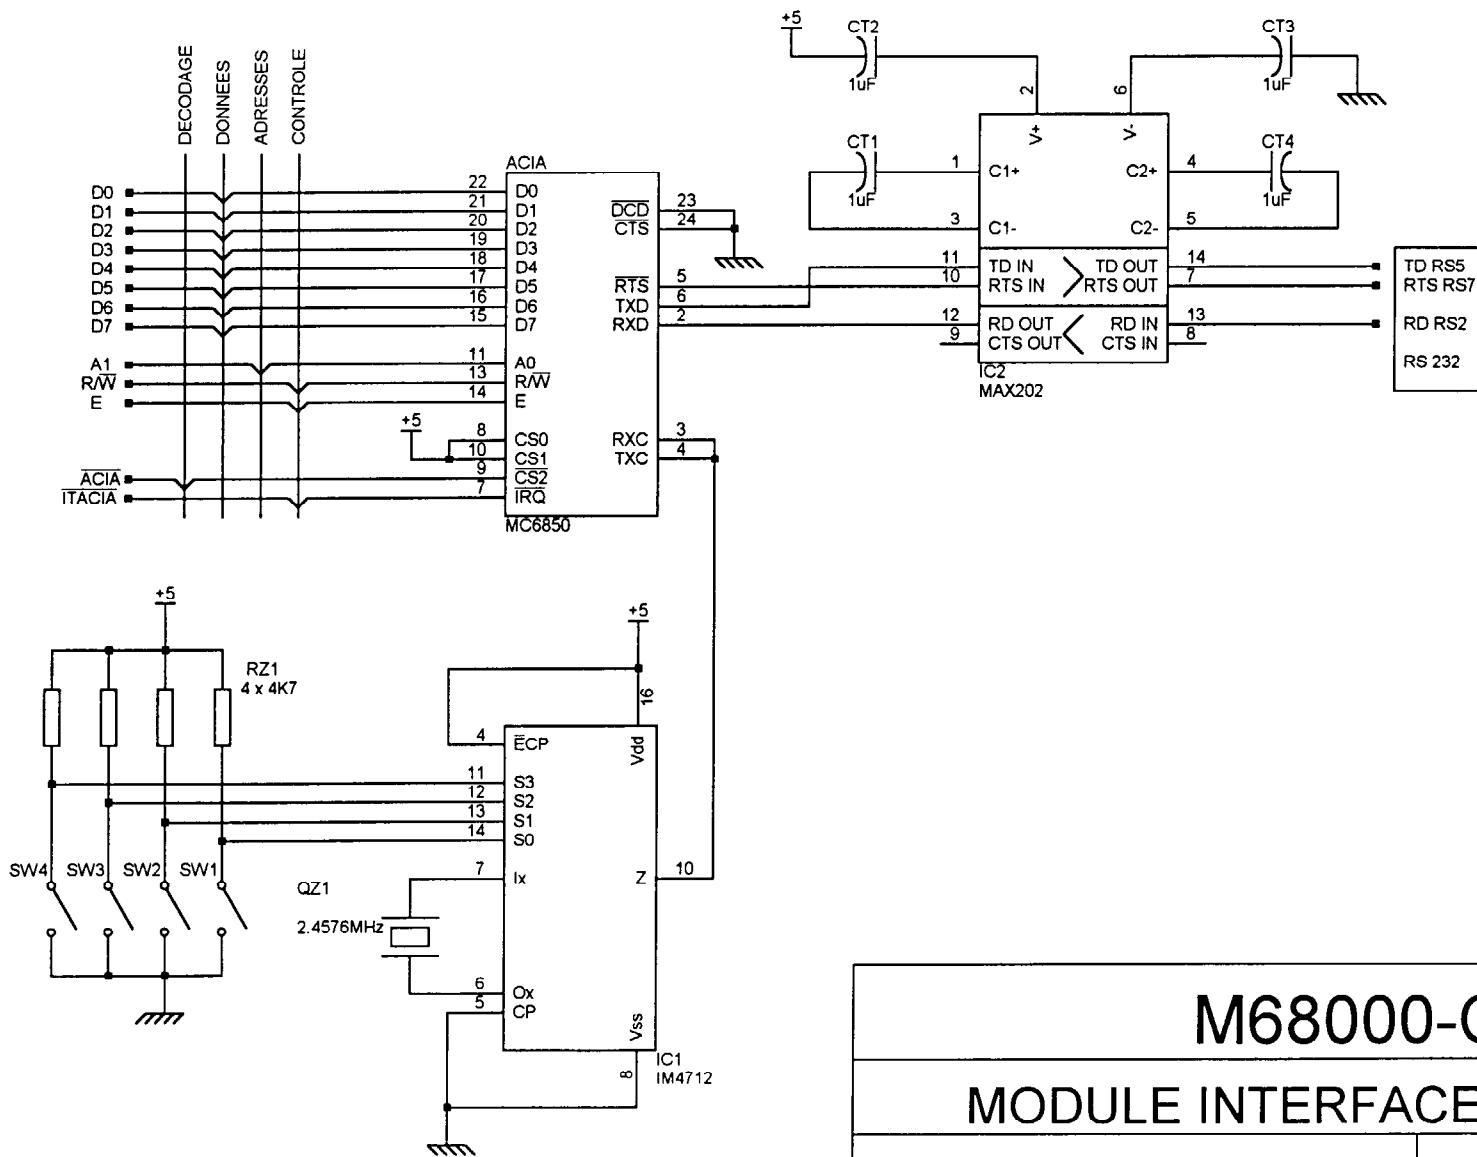 DECODAGE
DONNEES
ADRESSES
CONTROLE
D0
D1
D2
D3
D4
D5
D6
D7
A1
R/W
E
ACIA
ITACIA
+5
ACIA
22 D0
21 D1
20 D2
19 D3
18 D4
17 D5
16 D6
15 D7
11 A0
13 R/W
14 E
8 CS0
10 CS1
9 CS2
7 IRQ
DCD 23
CTS 24
RTS 5
TXD 6
RXD 2
RXC 3
TXC 4
MC6850
+5
CT2
1uF
CT3
1uF
2
6
V+
V-
CT1
1uF
CT4
1uF
1 C1+
3 C1-
C2+ 4
C2- 5
11 TD IN TD OUT 14
10 RTS IN RTS OUT 7
12 RD OUT RD IN 13
9 CTS OUT CTS IN 8
IC2
MAX202
TD RS5
RTS RS7
RD RS2
RS 232
+5
RZ1
4 x 4K7
SW4 SW3 SW2 SW1
+5
16
Vdd
4 ECP
11 S3
12 S2
13 S1
14 S0
7 Ix
Z 10
QZ1
2.4576MHz
6 Ox
5 CP
Vss
8
IC1
IM4712
M68000-
MODULE INTERFACE